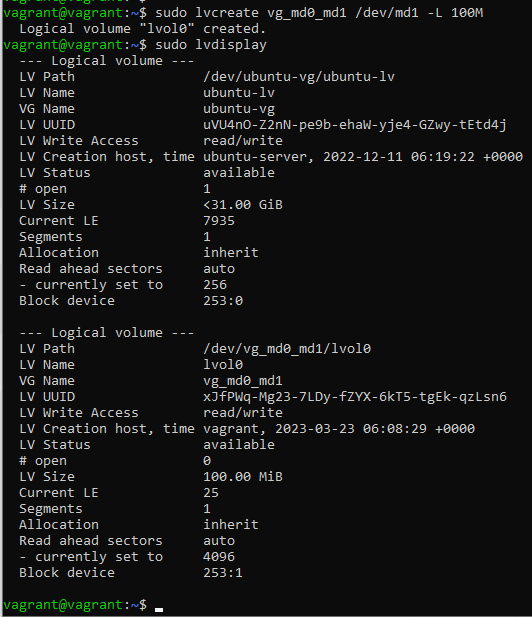 vagrant@vagrant:~$ sudo lvcreate vg_md0_md1 /dev/md1 -L 100M
  Logical volume "lvol0" created.
vagrant@vagrant:~$ sudo lvdisplay
  --- Logical volume ---
  LV Path                /dev/ubuntu-vg/ubuntu-lv
  LV Name                ubuntu-lv
  VG Name                ubuntu-vg
  LV UUID                uVU4nO-Z2nN-pe9b-ehaW-yje4-GZwy-tEtd4j
  LV Write Access        read/write
  LV Creation host, time ubuntu-server, 2022-12-11 06:19:22 +0000
  LV Status              available
  # open                 1
  LV Size                <31.00 GiB
  Current LE             7935
  Segments               1
  Allocation             inherit
  Read ahead sectors     auto
  - currently set to     256
  Block device           253:0

  --- Logical volume ---
  LV Path                /dev/vg_md0_md1/lvol0
  LV Name                lvol0
  VG Name                vg_md0_md1
  LV UUID                xJfPWq-Mg23-7LDy-fZYX-6kT5-tgEk-qzLsn6
  LV Write Access        read/write
  LV Creation host, time vagrant, 2023-03-23 06:08:29 +0000
  LV Status              available
  # open                 0
  LV Size                100.00 MiB
  Current LE             25
  Segments               1
  Allocation             inherit
  Read ahead sectors     auto
  - currently set to     4096
  Block device           253:1

vagrant@vagrant:~$